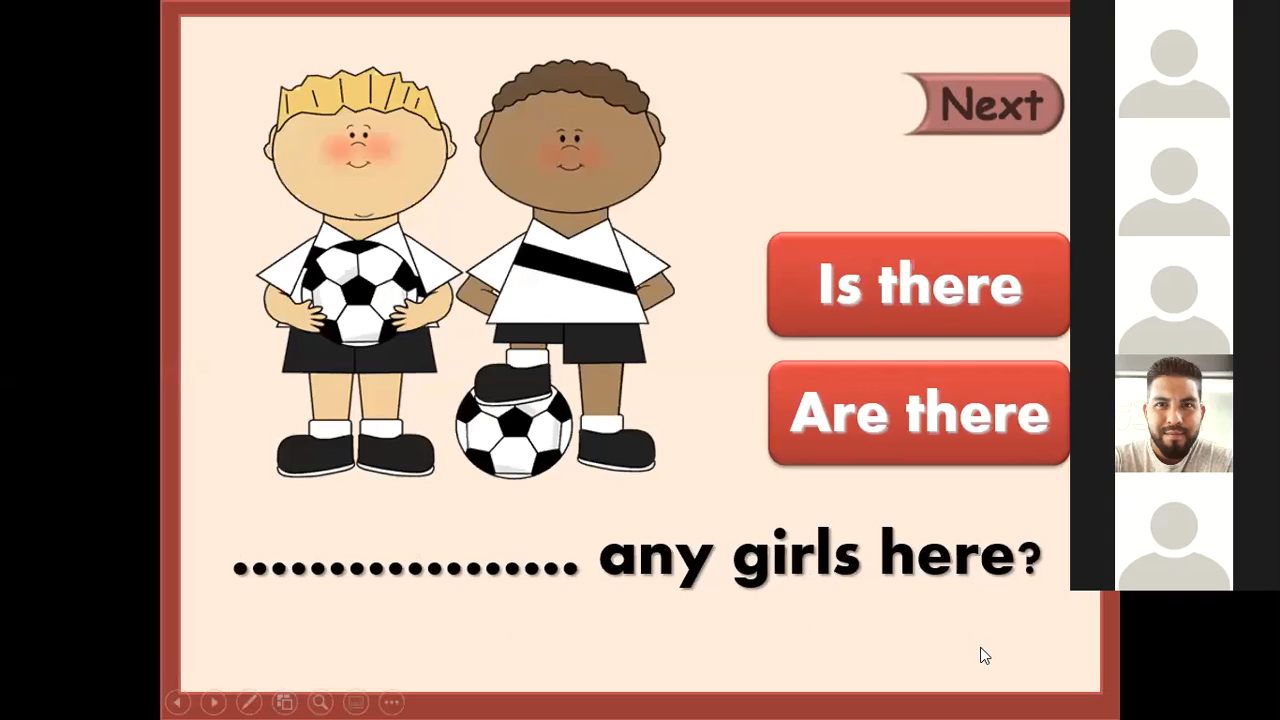 Next
Is there
Are there
.................. any girls here?